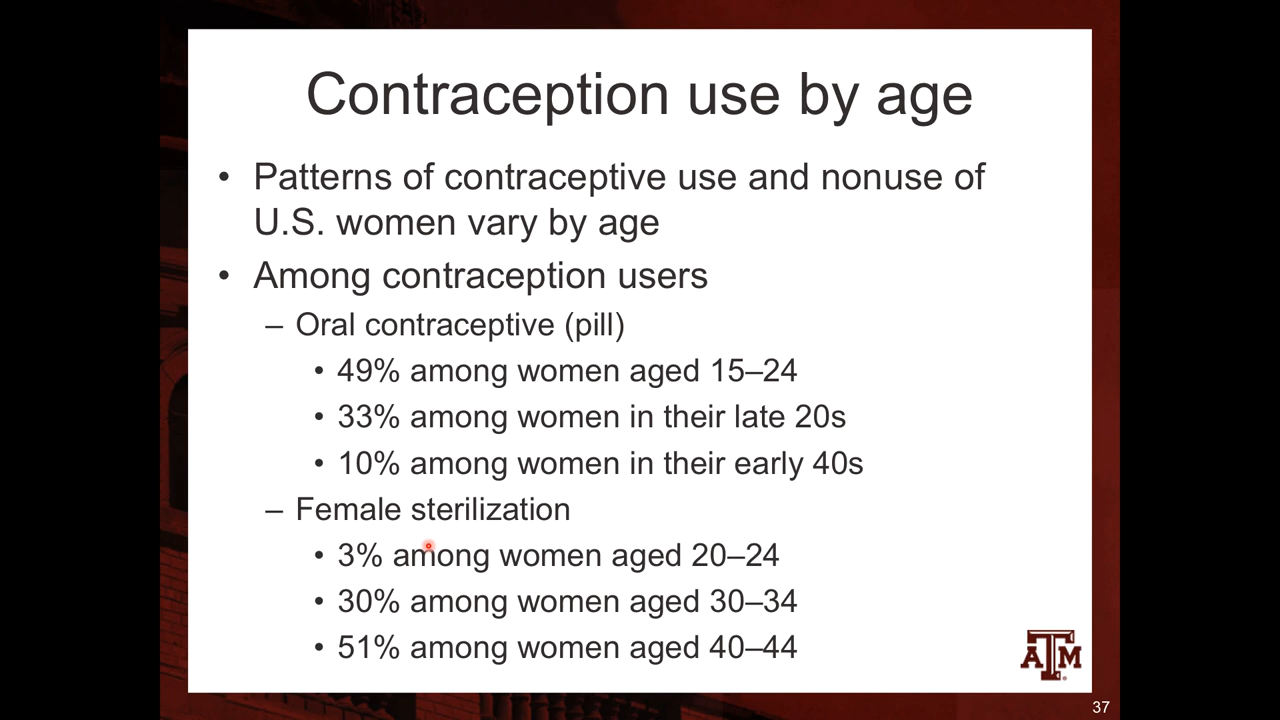 Contraception use by age
• Patterns of contraceptive use and nonuse of
U.S. women vary by age
• Among contraception users
– Oral contraceptive (pill)
• 49% among women aged 15–24
• 33% among women in their late 20s
• 10% among women in their early 40s
– Female sterilization
• 3% among women aged 20–24
• 30% among women aged 30–34
• 51% among women aged 40–44
ATM
37